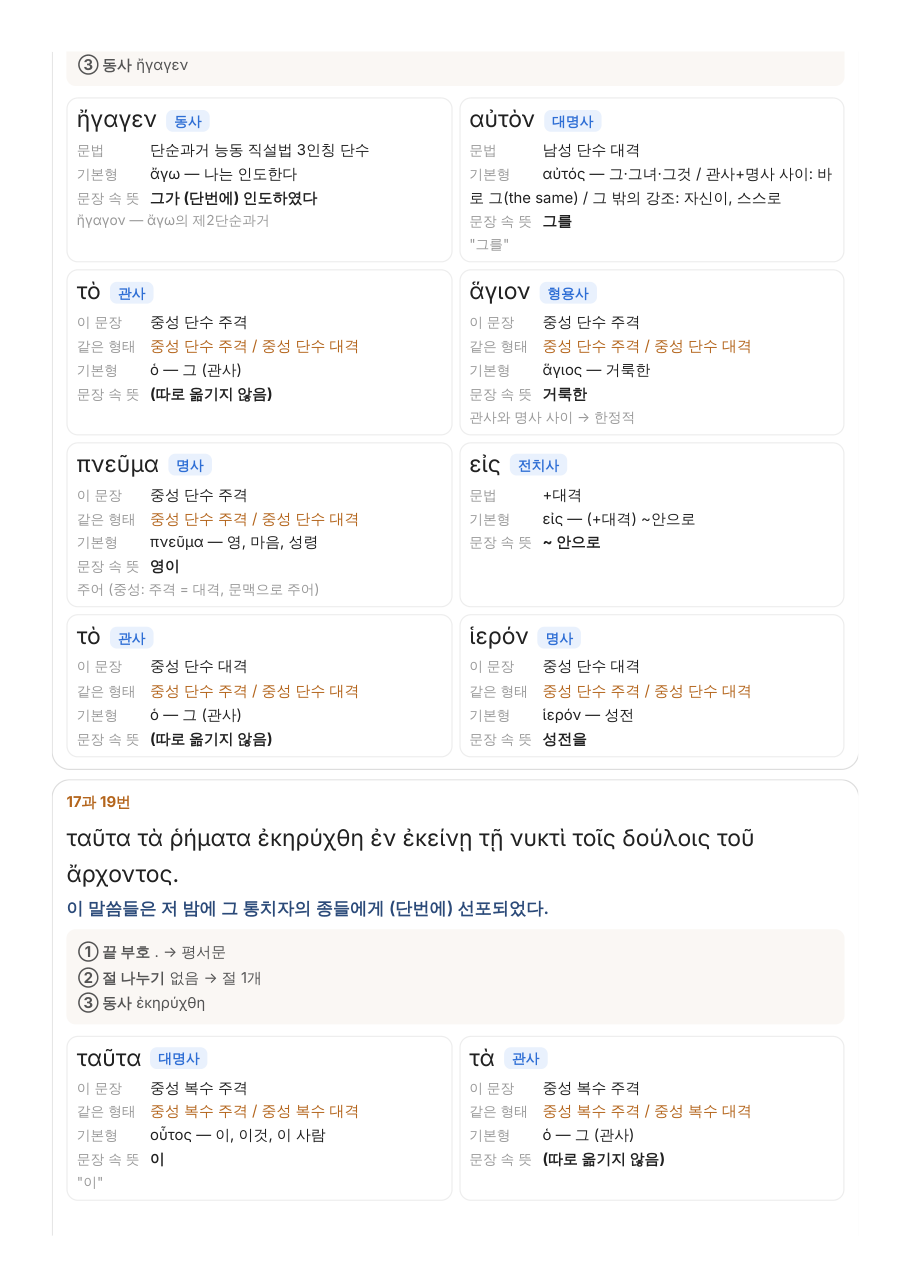 ③ 동사 ἤγαγεν
ἤγαγεν 동사
문법 단순과거 능동 직설법 3인칭 단수
기본형 ἄγω — 나는 인도한다
문장 속 뜻 그가 (단번에) 인도하였다
ἤγαγον — ἄγω의 제2단순과거
αὐτὸν 대명사
문법 남성 단수 대격
기본형 αὐτός — 그·그녀·그것 / 관사+명사 사이: 바
로 그(the same) / 그 밖의 강조: 자신이, 스스로
문장 속 뜻 그를
"그를"
τὸ 관사
이 문장 중성 단수 주격
같은 형태 중성 단수 주격 / 중성 단수 대격
기본형 ὁ — 그 (관사)
문장 속 뜻 (따로 옮기지 않음)
ἅγιον 형용사
이 문장 중성 단수 주격
같은 형태 중성 단수 주격 / 중성 단수 대격
기본형 ἅγιος — 거룩한
문장 속 뜻 거룩한
관사와 명사 사이 → 한정적
πνεῦμα 명사
이 문장 중성 단수 주격
같은 형태 중성 단수 주격 / 중성 단수 대격
기본형 πνεῦμα — 영, 마음, 성령
문장 속 뜻 영이
주어 (중성: 주격 = 대격, 문맥으로 주어)
εἰς 전치사
문법 +대격
기본형 εἰς — (+대격) ~안으로
문장 속 뜻 ~ 안으로
τὸ 관사
이 문장 중성 단수 대격
같은 형태 중성 단수 주격 / 중성 단수 대격
기본형 ὁ — 그 (관사)
문장 속 뜻 (따로 옮기지 않음)
ἱερόν 명사
이 문장 중성 단수 대격
같은 형태 중성 단수 주격 / 중성 단수 대격
기본형 ἱερόν — 성전
문장 속 뜻 성전을
17과 19번
ταῦτα τὰ ῥήματα ἐκηρύχθη ἐν ἐκείνῃ τῇ νυκτὶ τοῖς δούλοις τοῦ
ἄρχοντος.
이 말씀들은 저 밤에 그 통치자의 종들에게 (단번에) 선포되었다.
① 끝 부호 . → 평서문
② 절 나누기 없음 → 절 1개
③ 동사 ἐκηρύχθη
ταῦτα 대명사
이 문장 중성 복수 주격
같은 형태 중성 복수 주격 / 중성 복수 대격
기본형 οὗτος — 이, 이것, 이 사람
문장 속 뜻 이
"이"
τὰ 관사
이 문장 중성 복수 주격
같은 형태 중성 복수 주격 / 중성 복수 대격
기본형 ὁ — 그 (관사)
문장 속 뜻 (따로 옮기지 않음)